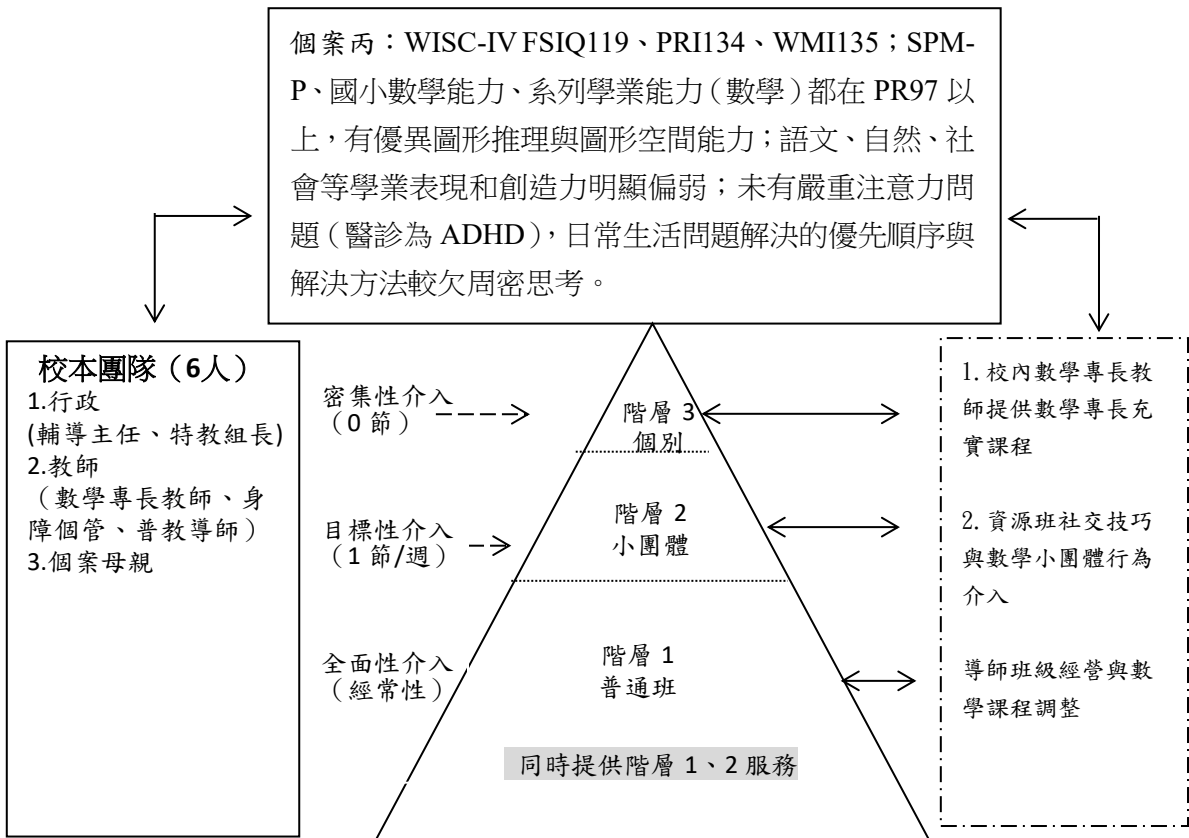 個案丙：WISC-IV FSIQ119、PRI134、WMI135；SPM-
P、國小數學能力、系列學業能力（數學）都在 PR97 以
上，有優異圖形推理與圖形空間能力；語文、自然、社
會等學業表現和創造力明顯偏弱；未有嚴重注意力問
題（醫診為 ADHD），日常生活問題解決的優先順序與
解決方法較欠周密思考。
校本團隊（6人）
1.行政
(輔導主任、特教組長)
2.教師
（數學專長教師、身
障個管、普教導師）
3.個案母親
密集性介入
（0 節）
目標性介入
（1 節/週）
全面性介入
（經常性）
階層 3
個別
階層 2
小團體
階層 1
普通班
同時提供階層 1、2 服務
1. 校內數學專長教
師提供數學專長充
實課程
2. 資源班社交技巧
與數學小團體行為
介入
導師班級經營與數
學課程調整